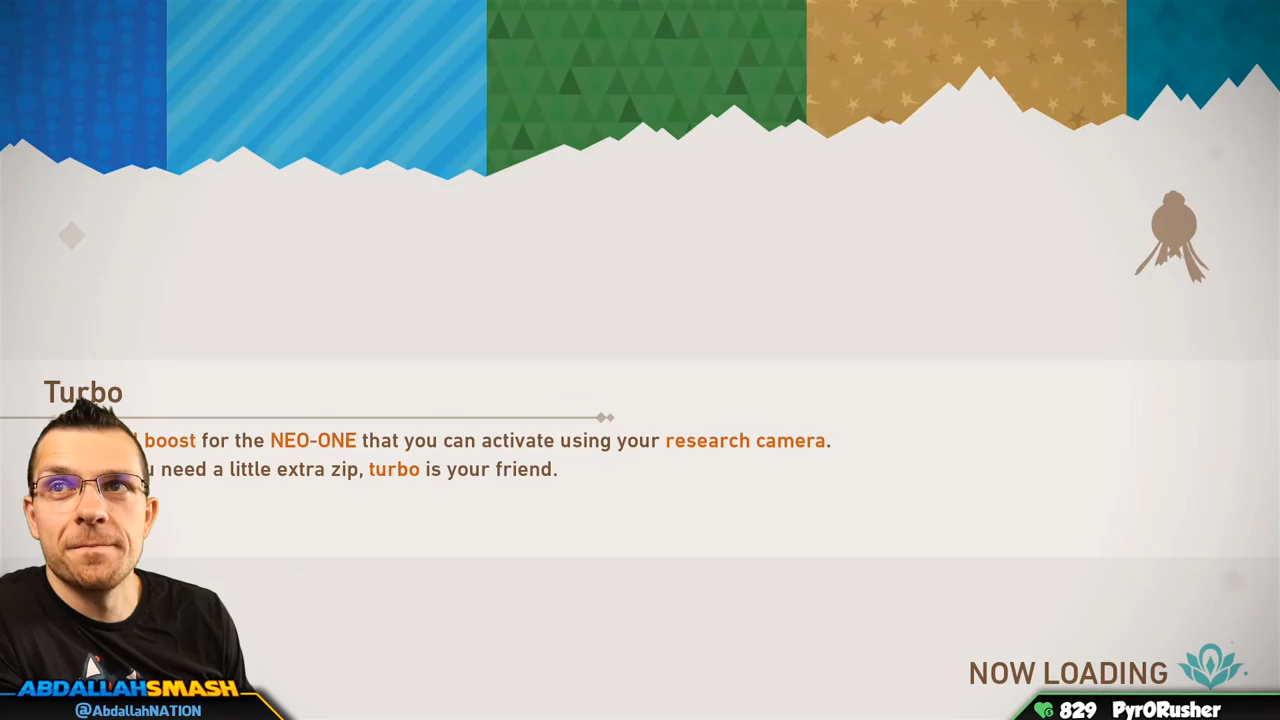 Turbo
boost for the NEO-ONE that you can activate using your research camera.
need a little extra zip, turbo is your friend.
NOW LOADING
ABDALLAHSMASH
@AbdallahNATION
829 PyrORusher